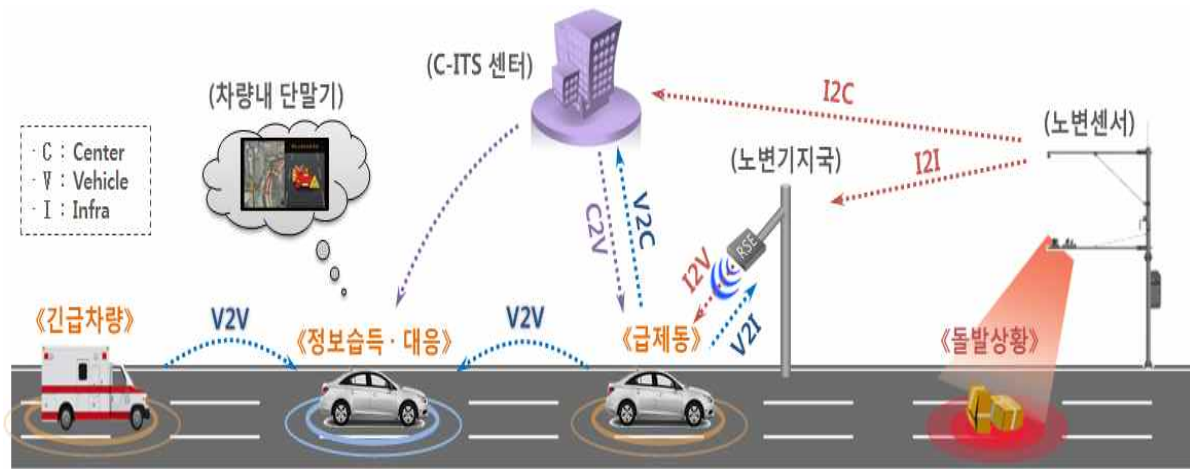 (C-ITS 센터)
I2C
(차량내 단말기)
(노변센서)
· C : Center
· V : Vehicle
· I : Infra
(노변기지국)
I2I
C2V
V2C
RSE
I2V
V2I
《긴급차량》
V2V
《정보습득 · 대응》
V2V
《급제동》
《돌발상황》